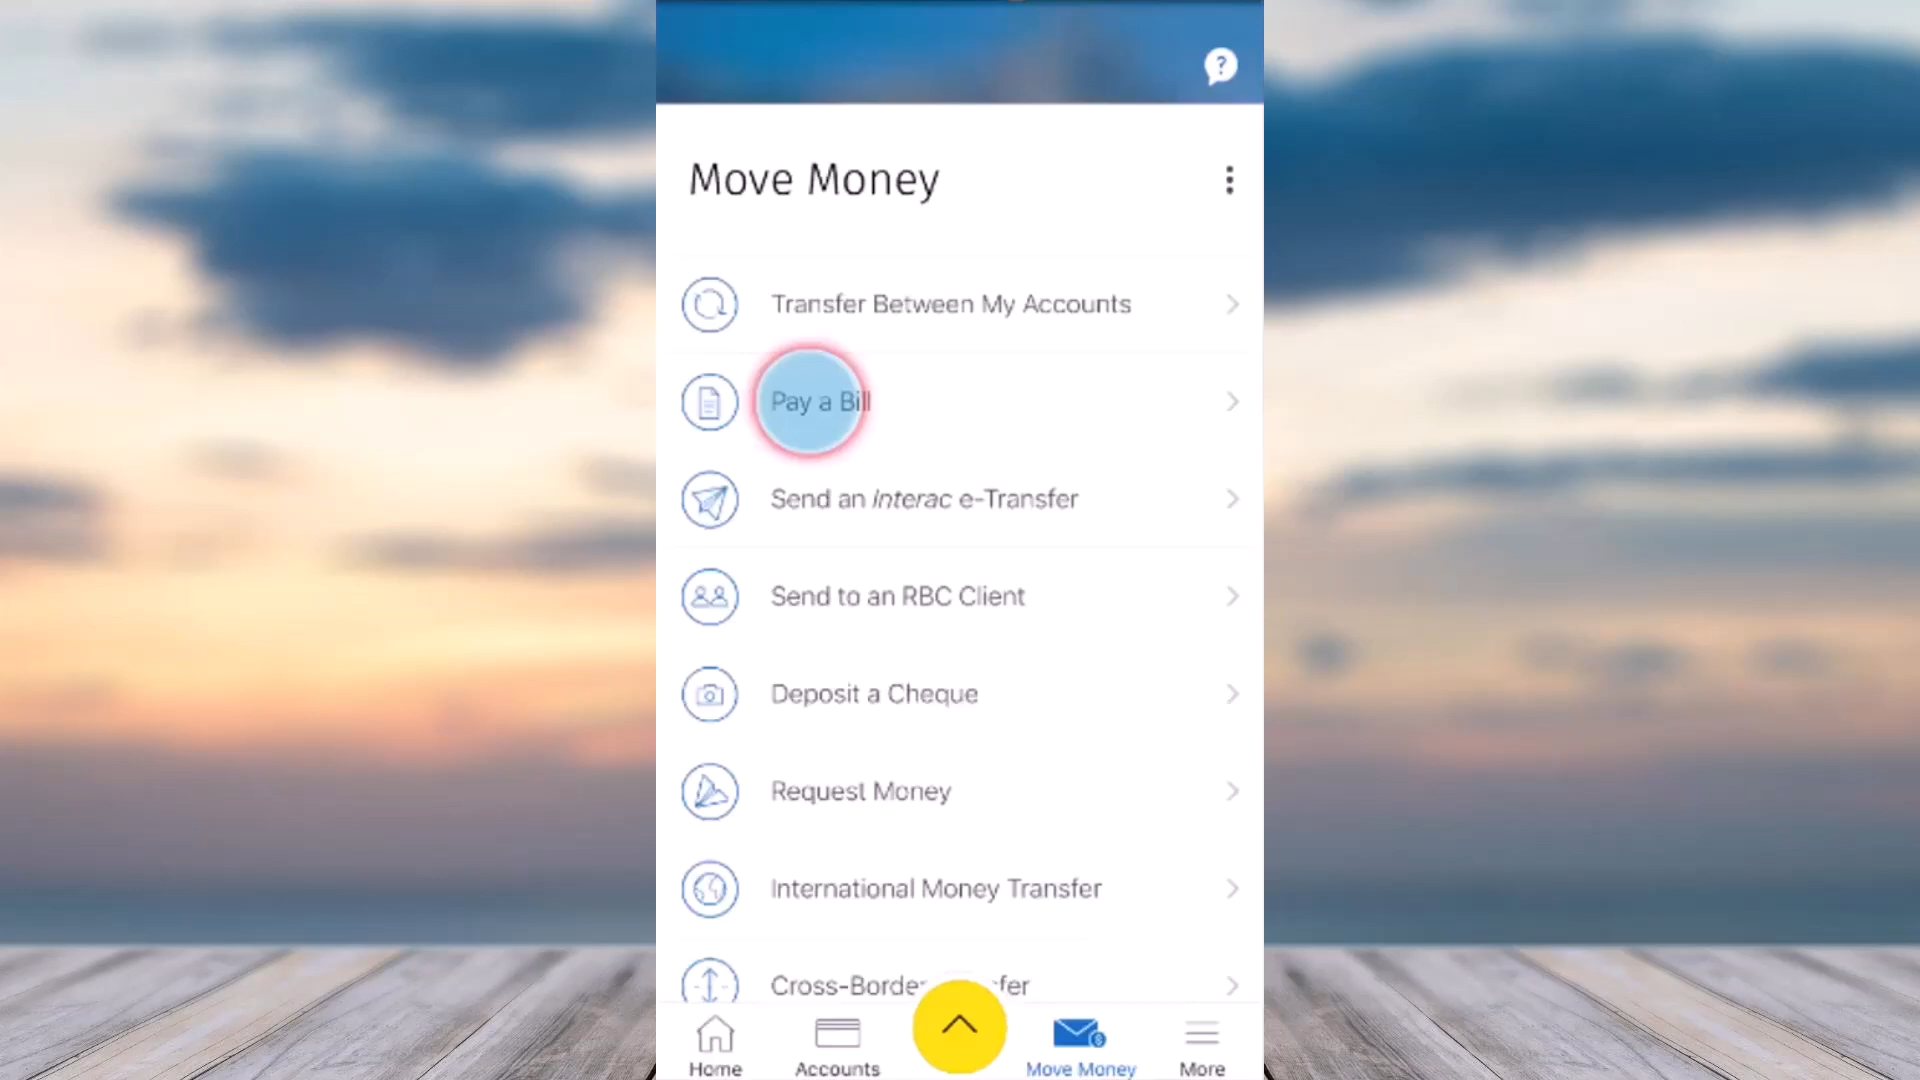 ?
Move Money
Transfer Between My Accounts
Pay a Bill
Send an Interac e-Transfer
Send to an RBC Client
Deposit a Cheque
Request Money
International Money Transfer
Home
Accounts
Move Money
More